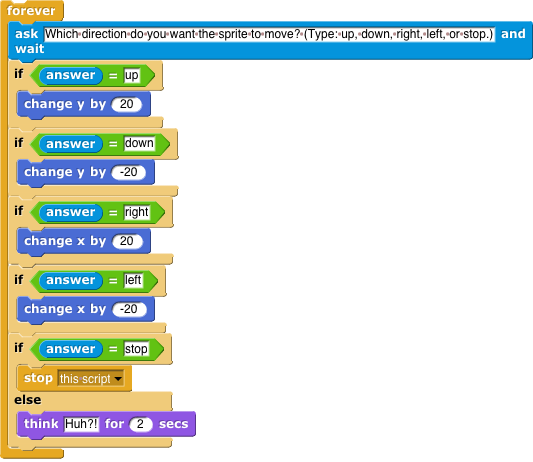 forever
ask Which direction do you want the sprite to move? (Type: up, down, right, left, or stop.) and
wait
if answer = up
change y by 20
if answer = down
change y by -20
if answer = right
change x by 20
if answer = left
change x by -20
if answer = stop
stop this script
else
think Huh?! for 2 secs